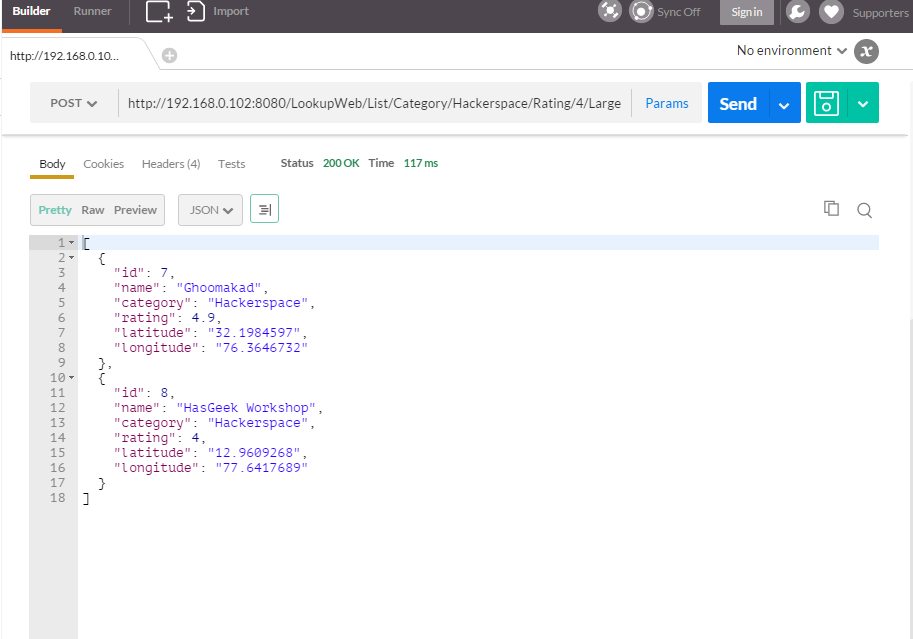 Builder Runner Import Sync Off Sign in Supporters
http://192.168.0.10... No environment
POST http://192.168.0.102:8080/LookupWeb/List/Category/Hackerspace/Rating/4/Large Params Send
Body Cookies Headers (4) Tests Status 200 OK Time 117 ms
Pretty Raw Preview JSON
1 [
2 {
3 "id": 7,
4 "name": "Ghoomakad",
5 "category": "Hackerspace",
6 "rating": 4.9,
7 "latitude": "32.1984597",
8 "longitude": "76.3646732"
9 },
10 {
11 "id": 8,
12 "name": "HasGeek Workshop",
13 "category": "Hackerspace",
14 "rating": 4,
15 "latitude": "12.9609268",
16 "longitude": "77.6417689"
17 }
18 ]